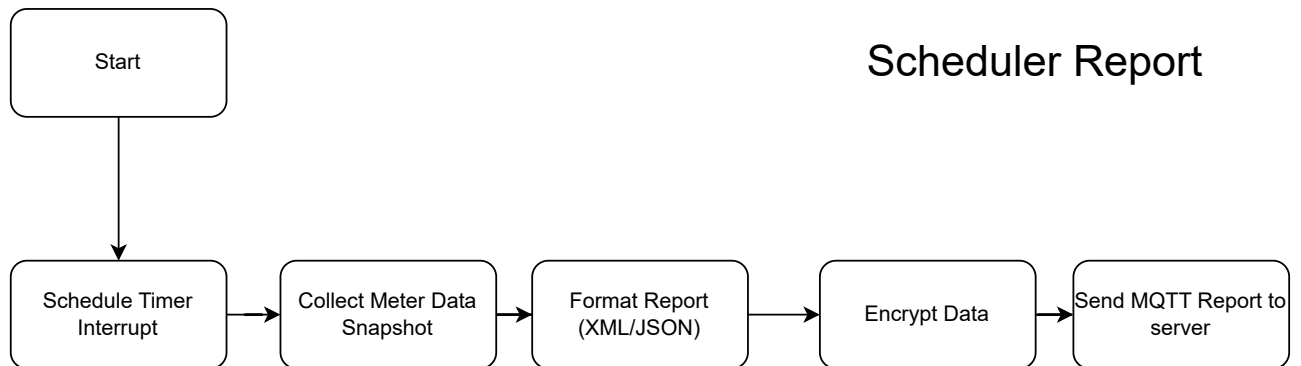 Start
Scheduler Report
Schedule Timer
Interrupt
Collect Meter Data
Snapshot
Format Report
(XML/JSON)
Encrypt Data
Send MQTT Report to
server